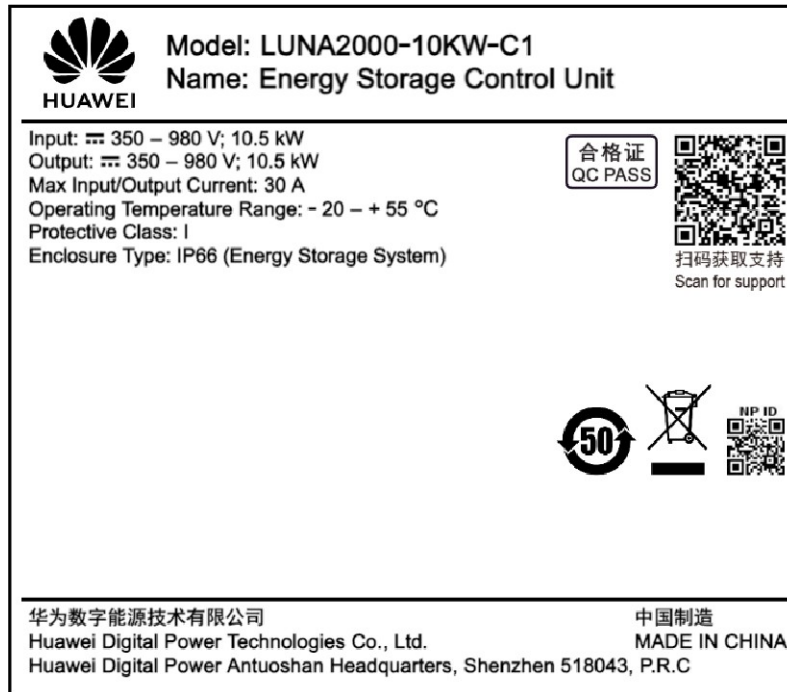 HUAWEI
Model: LUNA2000-10KW-C1
Name: Energy Storage Control Unit
Input: ⎓ 350 – 980 V; 10.5 kW
Output: ⎓ 350 – 980 V; 10.5 kW
Max Input/Output Current: 30 A
Operating Temperature Range: - 20 – + 55 °C
Protective Class: I
Enclosure Type: IP66 (Energy Storage System)
合格证
QC PASS
扫码获取支持
Scan for support
50
NP ID
华为数字能源技术有限公司
中国制造
Huawei Digital Power Technologies Co., Ltd.
MADE IN CHINA
Huawei Digital Power Antuoshan Headquarters, Shenzhen 518043, P.R.C